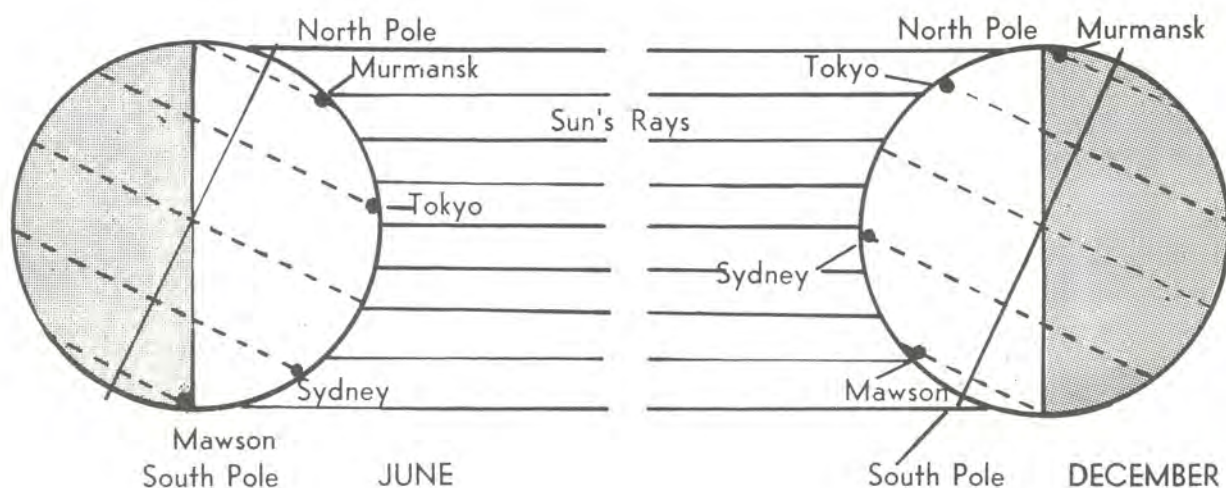 North Pole
Murmansk
Sun's Rays
Tokyo
Sydney
Mawson
South Pole
JUNE
North Pole
Murmansk
Tokyo
Sydney
Mawson
South Pole
DECEMBER